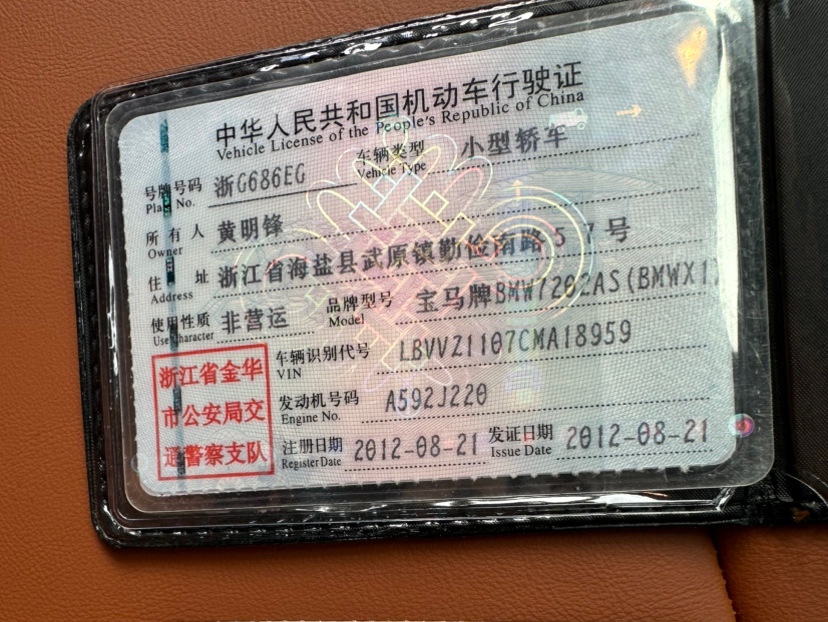 中华人民共和国机动车行驶证
Vehicle License of the People's Republic of China
号牌号码 浙G686EG 车辆类型 小型轿车
Plate No. Vehicle Type
所有人 黄明锋
Owner
住址 浙江省海盐县武原镇勤俭南路57号
Address
使用性质 非营运 品牌型号 宝马牌BMW7202AS(BMWX1)
Use Character Model
浙江省金华
市公安局交
通警察支队
车辆识别代号 LBVVZ1107CMA18959
VIN
发动机号码 A592J220
Engine No.
注册日期 2012-08-21 发证日期 2012-08-21
Register Date Issue Date